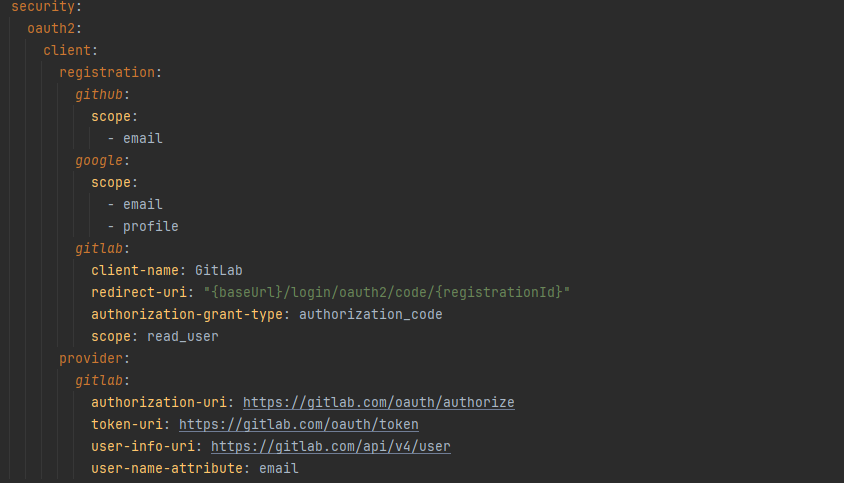 security:
  oauth2:
    client:
      registration:
        github:
          scope:
            - email
        google:
          scope:
            - email
            - profile
        gitlab:
          client-name: GitLab
          redirect-uri: "{baseUrl}/login/oauth2/code/{registrationId}"
          authorization-grant-type: authorization_code
          scope: read_user
      provider:
        gitlab:
          authorization-uri: https://gitlab.com/oauth/authorize
          token-uri: https://gitlab.com/oauth/token
          user-info-uri: https://gitlab.com/api/v4/user
          user-name-attribute: email